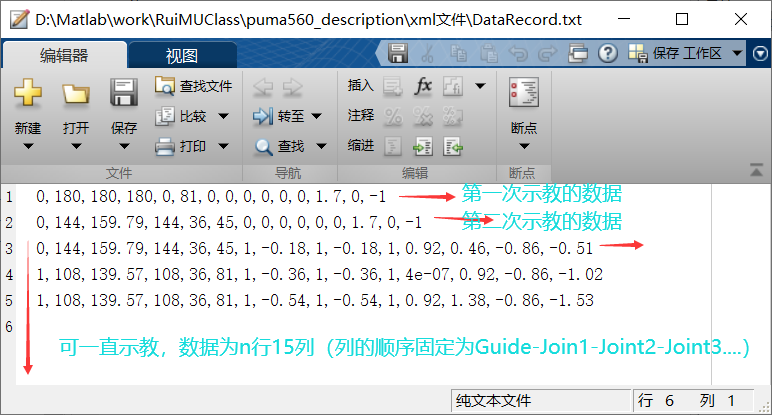 D:\Matlab\work\RuiMUClass\puma560_description\xml文件\DataRecord.txt
编辑器 视图 保存 工作区
新建 打开 保存 查找文件 比较 打印 转至 查找 插入 fx 注释 % 缩进 断点
文件 导航 编辑 断点
1 0,180,180,180,0,81,0,0,0,0,0,0,1.7,0,-1 第一次示教的数据
2 0,144,159.79,144,36,45,0,0,0,0,0,0,1.7,0,-1 第二次示教的数据
3 0,144,159.79,144,36,45,1,-0.18,1,-0.18,1,0.92,0.46,-0.86,-0.51
4 1,108,139.57,108,36,81,1,-0.36,1,-0.36,1,4e-07,0.92,-0.86,-1.02
5 1,108,139.57,108,36,81,1,-0.54,1,-0.54,1,0.92,1.38,-0.86,-1.53
6
可一直示教，数据为n行15列（列的顺序固定为Guide-Join1-Joint2-Joint3....）
纯文本文件 行 6 列 1